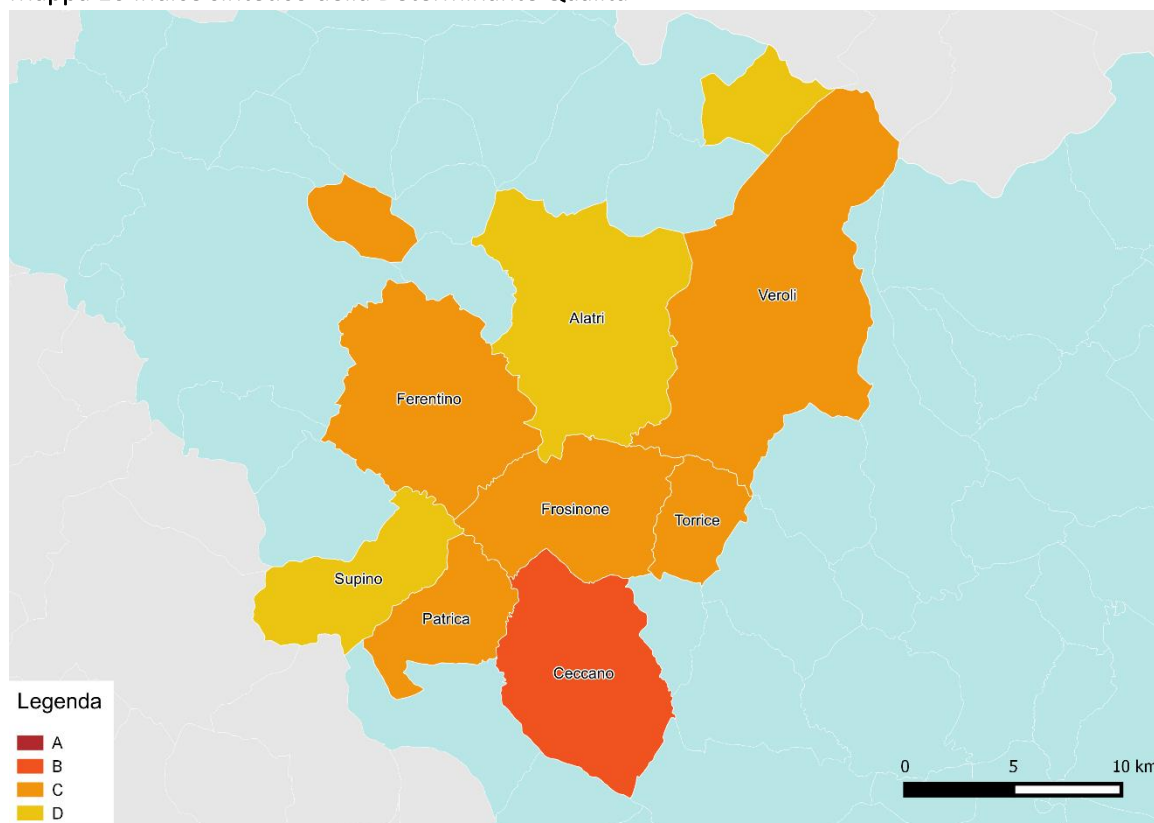 Veroli
Alatri
Ferentino
Frosinone
Torrice
Supino
Patrica
Ceccano
Legenda
A
B
C
D
0 5 10 km